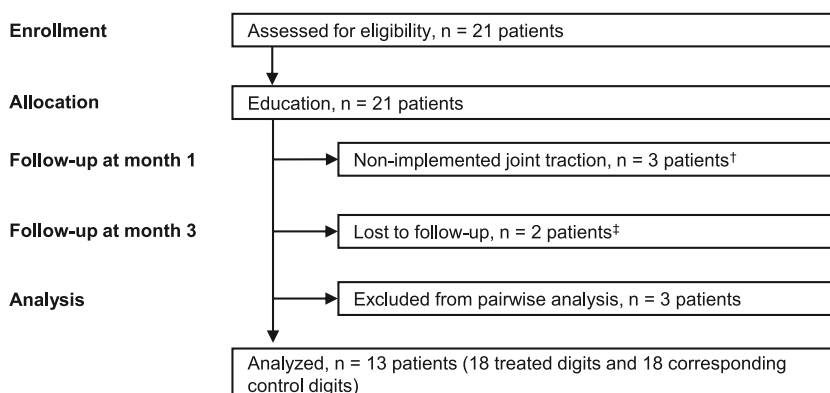 Enrollment
Assessed for eligibility, n = 21 patients
Allocation
Education, n = 21 patients
Follow-up at month 1
Non-implemented joint traction, n = 3 patients†
Follow-up at month 3
Lost to follow-up, n = 2 patients‡
Analysis
Excluded from pairwise analysis, n = 3 patients
Analyzed, n = 13 patients (18 treated digits and 18 corresponding
control digits)